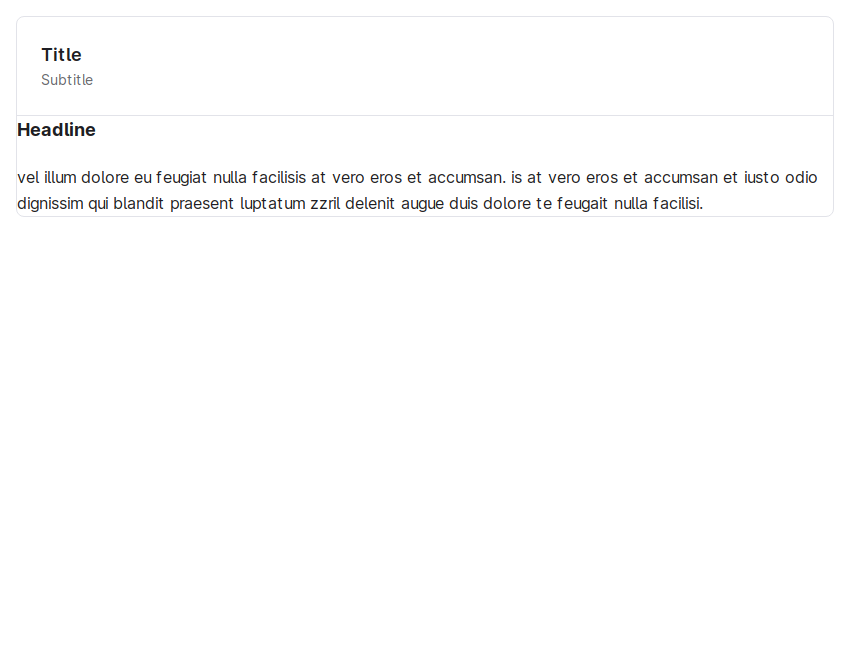 Title
Subtitle
Headline
vel illum dolore eu feugiat nulla facilisis at vero eros et accumsan. is at vero eros et accumsan et iusto odio
dignissim qui blandit praesent luptatum zzril delenit augue duis dolore te feugait nulla facilisi.